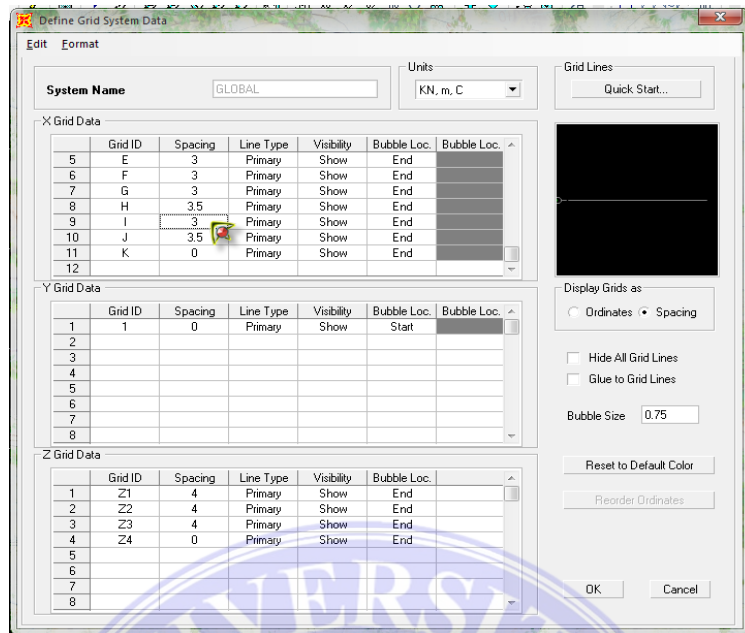 Define Grid System Data
Edit Format
Units
Grid Lines
System Name GLOBAL KN, m, C Quick Start...
X Grid Data
Grid ID Spacing Line Type Visibility Bubble Loc. Bubble Loc.
5 E 3 Primary Show End
6 F 3 Primary Show End
7 G 3 Primary Show End
8 H 3.5 Primary Show End
9 I 3 Primary Show End
10 J 3.5 Primary Show End
11 K 0 Primary Show End
12
Y Grid Data
Display Grids as
Grid ID Spacing Line Type Visibility Bubble Loc. Bubble Loc.
Ordinates Spacing
1 1 0 Primary Show Start
2
3
Hide All Grid Lines
4
Glue to Grid Lines
5
6
7
Bubble Size 0.75
8
Z Grid Data
Reset to Default Color
Grid ID Spacing Line Type Visibility Bubble Loc.
1 Z1 4 Primary Show End
2 Z2 4 Primary Show End
Reorder Ordinates
3 Z3 4 Primary Show End
4 Z4 0 Primary Show End
5
6
7
OK Cancel
8